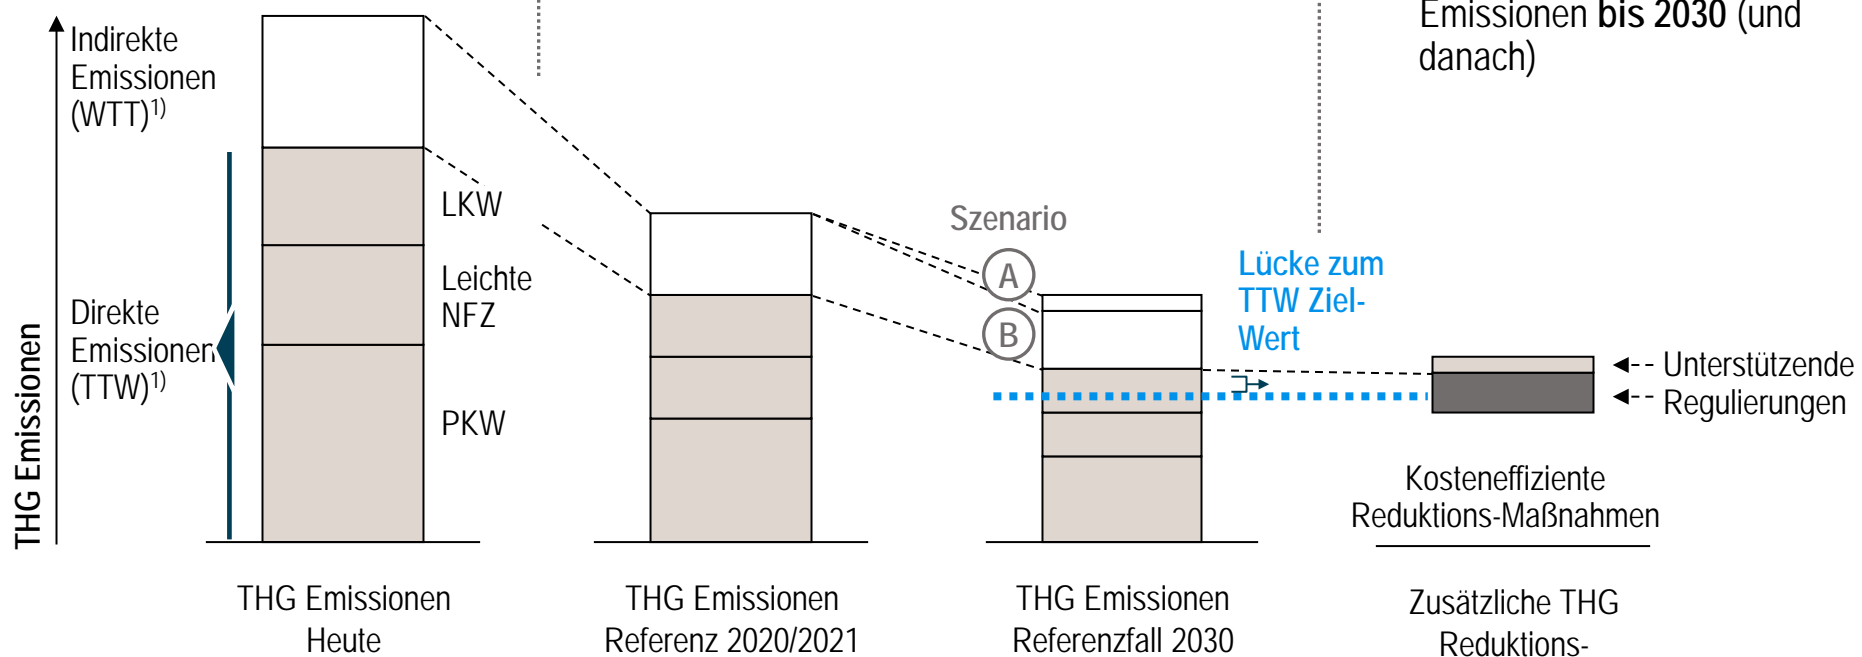 Emissionen bis 2030 (und
danach)
Indirekte
Emissionen
(WTT)1)
LKW
Leichte
NFZ
Direkte
Emissionen
(TTW)1)
PKW
THG Emissionen
Szenario
A
B
Lücke zum
TTW Ziel-
Wert
Unterstützende
Regulierungen
Kosteneffiziente
Reduktions-Maßnahmen
THG Emissionen
Heute
THG Emissionen
Referenz 2020/2021
THG Emissionen
Referenzfall 2030
Zusätzliche THG
Reduktions-